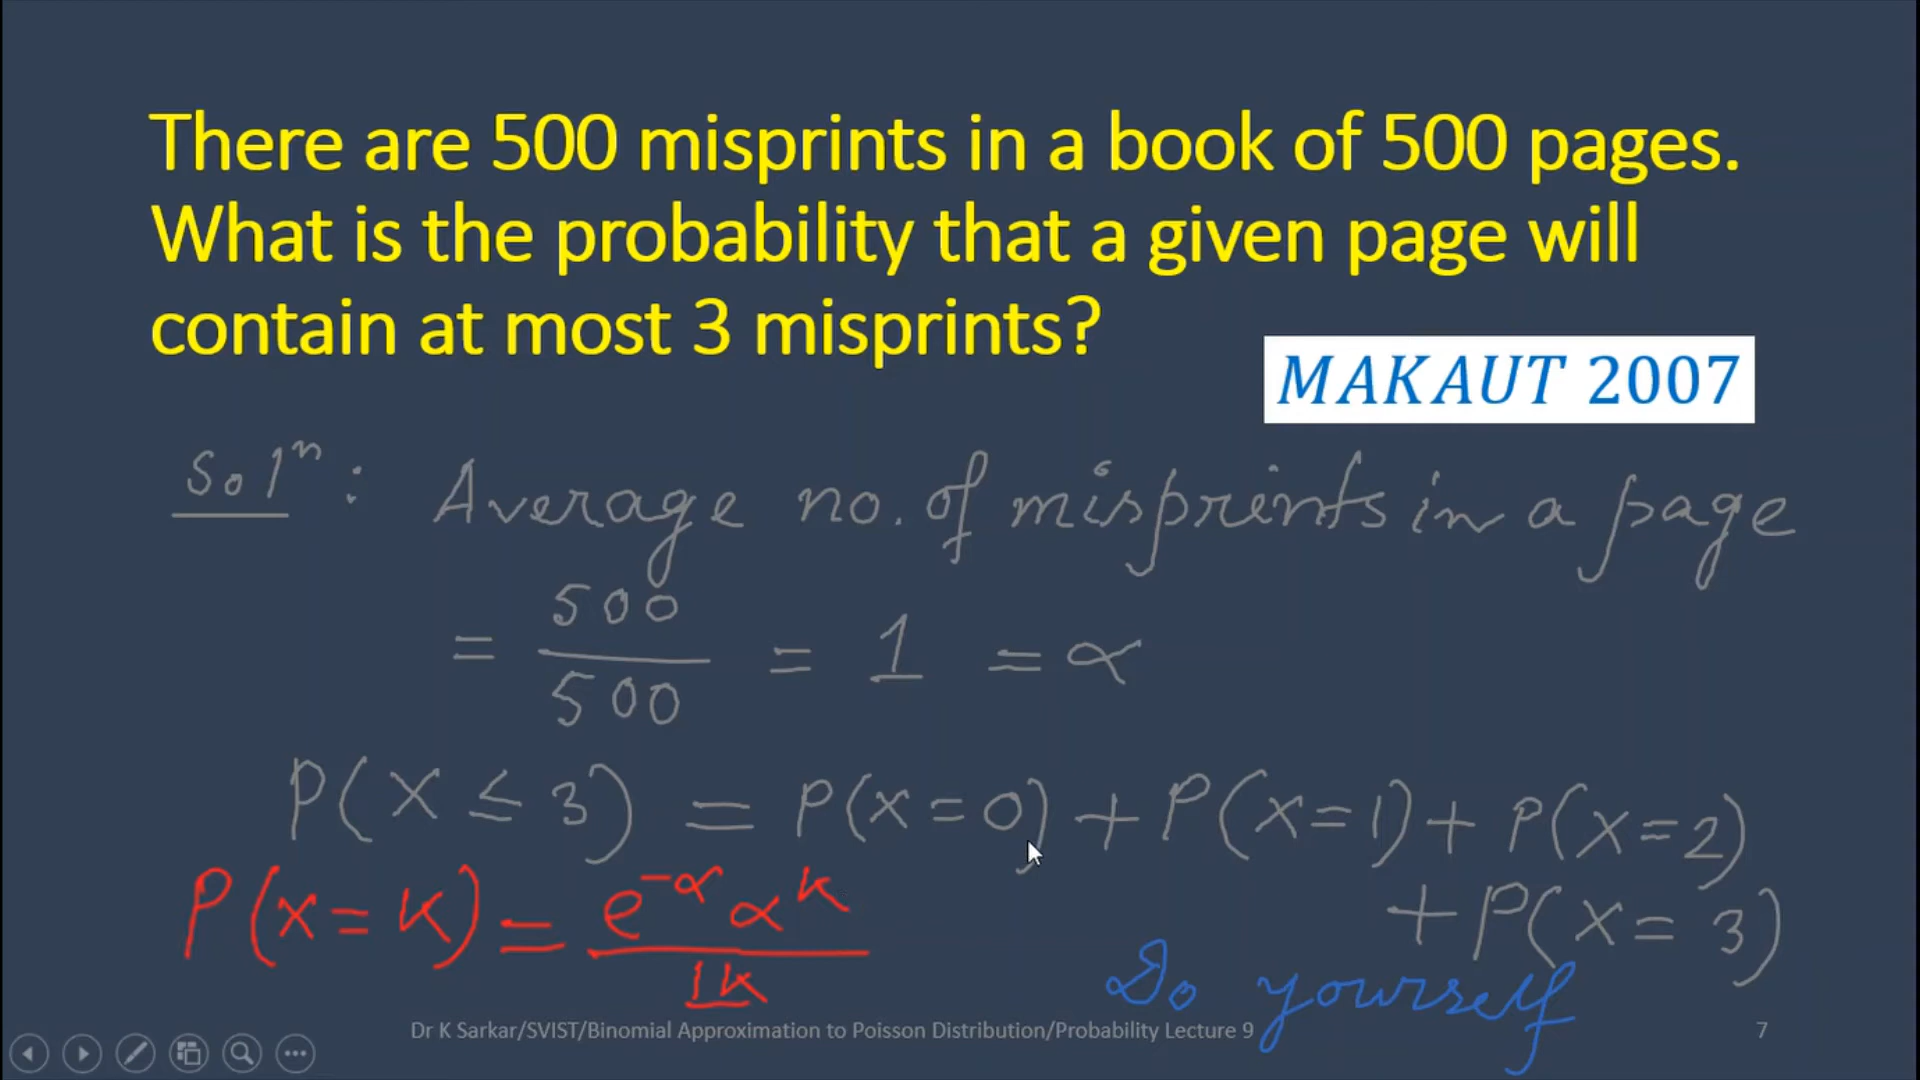 There are 500 misprints in a book of 500 pages.
What is the probability that a given page will
contain at most 3 misprints?
MAKAUT 2007
Solⁿ : Average no. of misprints in a page
= 500/500 = 1 = α
P(X ≤ 3) = P(X=0) + P(X=1) + P(X=2)
+ P(X=3)
P(X=K) = e^-α α^K / |K
Do yourself
Dr K Sarkar/SVIST/Binomial Approximation to Poisson Distribution/Probability Lecture 9
7